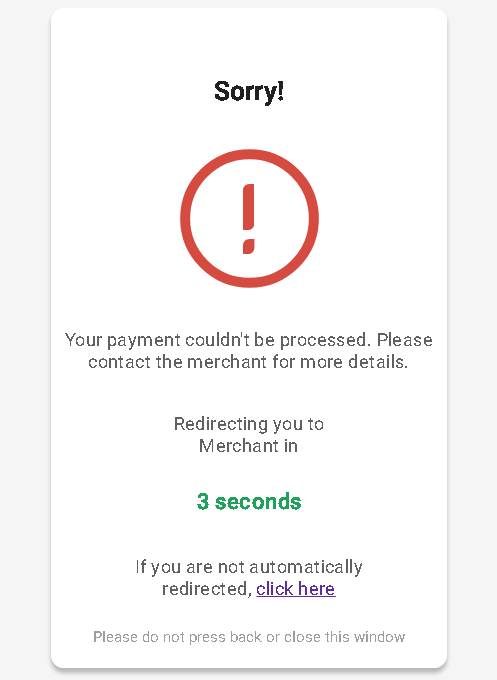 Sorry!
Your payment couldn't be processed. Please
contact the merchant for more details.
Redirecting you to
Merchant in
3 seconds
If you are not automatically
redirected, click here
Please do not press back or close this window